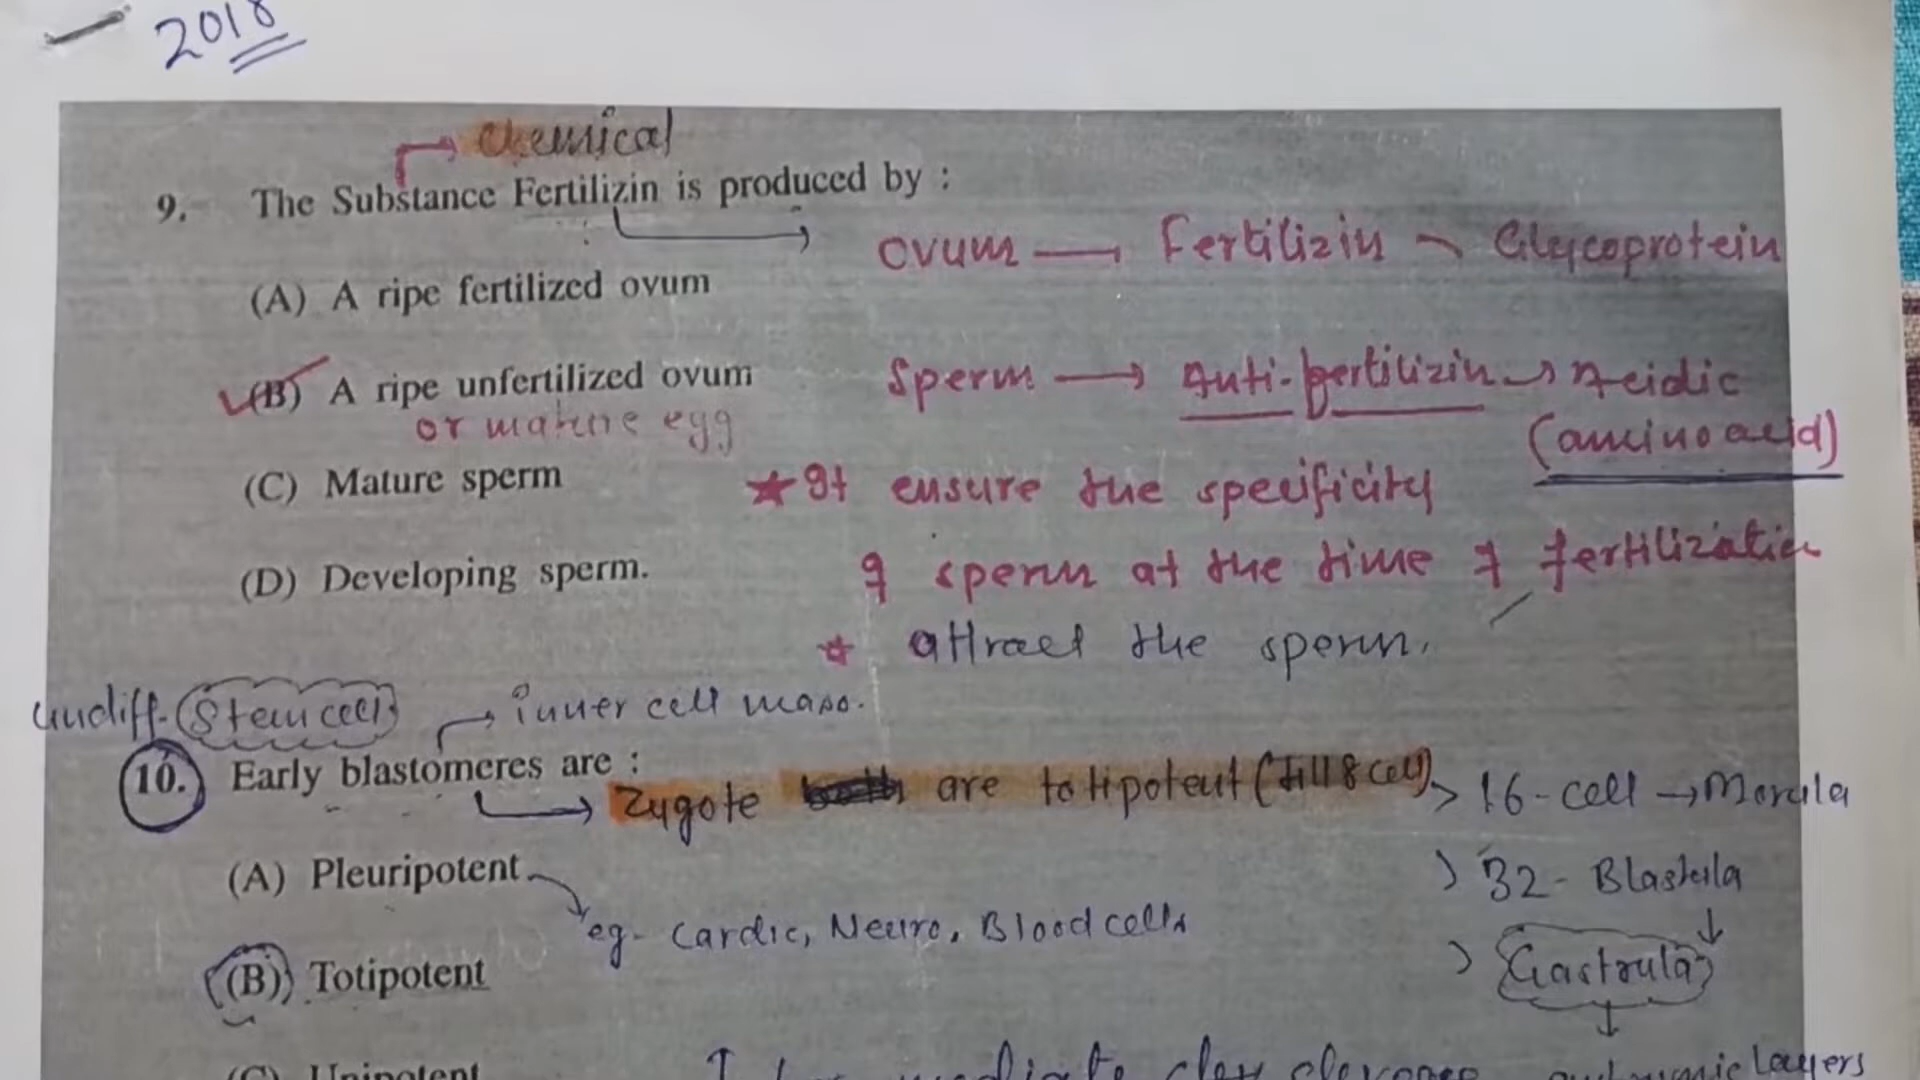 2018
Chemical
9. The Substance Fertilizin is produced by :
Ovum — Fertilizin – Glycoprotein
(A) A ripe fertilized ovum
(B) A ripe unfertilized ovum
or mature egg
Sperm → Anti-fertilizin → Acidic
(amino acid)
(C) Mature sperm
★ It ensure the specificity
of sperm at the time of fertilization
(D) Developing sperm.
☆ attract the sperm.
undiff. Stem cell → inner cell mass.
10. Early blastomeres are :
→ Zygote are totipotent (till 8 cell) > 16-cell → Morula
(A) Pleuripotent
> 32- Blastula
eg- Cardic, Neuro, Blood cells
(B) Totipotent
> Gastrula
(C) Unipotent
layers